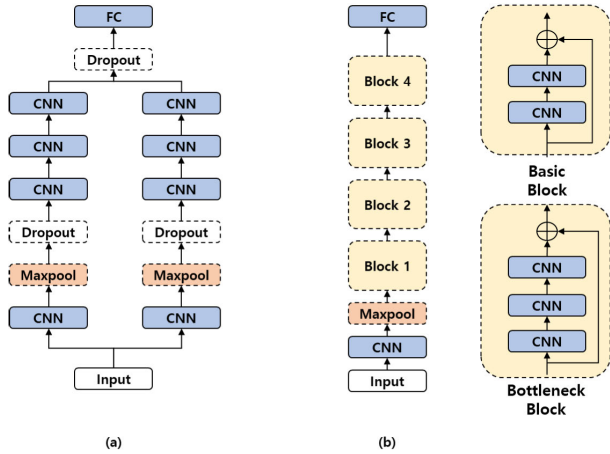 FC
Dropout
CNN
CNN
CNN
CNN
CNN
CNN
Dropout
Dropout
Maxpool
Maxpool
CNN
CNN
Input
(a)
FC
Block 4
Block 3
Block 2
Block 1
Maxpool
CNN
Input
(b)
CNN
CNN
Basic
Block
CNN
CNN
CNN
Bottleneck
Block